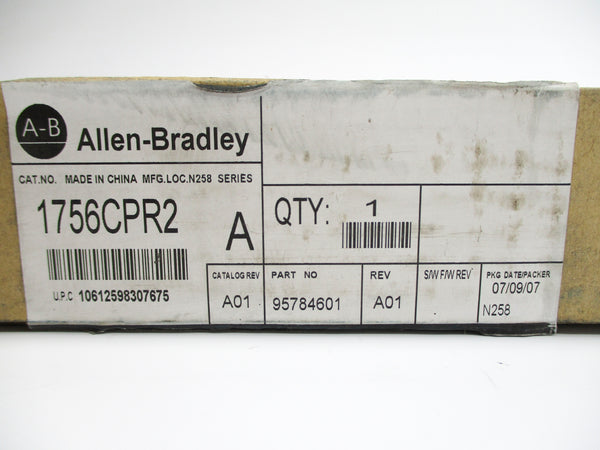 A-B Allen-Bradley
CAT.NO. MADE IN CHINA MFG.LOC.N258 SERIES
1756CPR2
A
U.P.C 10612598307675
QTY: 1
CATALOG REV
A01
PART NO
95784601
REV
A01
S/W F/W REV
PKG DATE/PACKER
07/09/07
N258